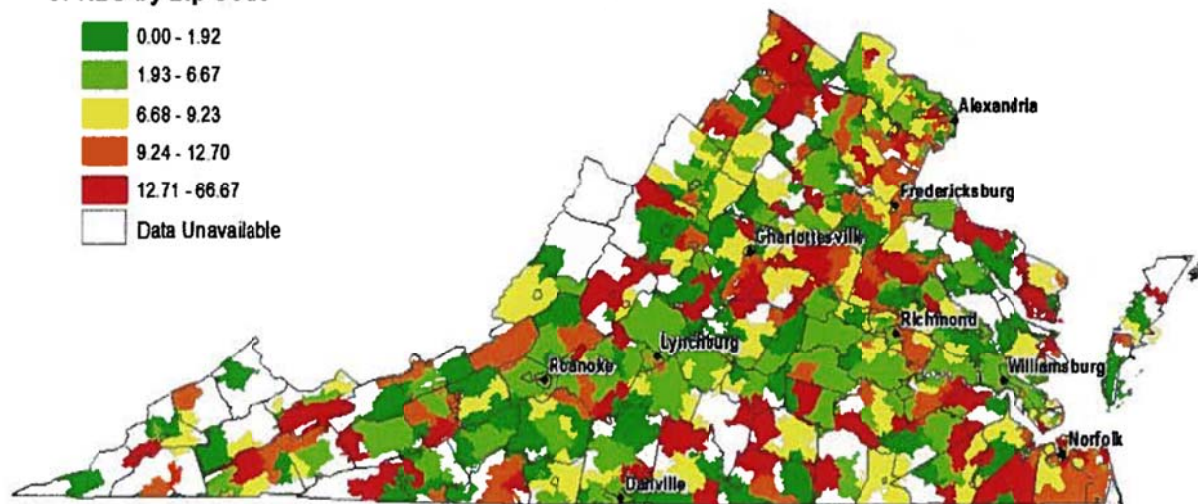 0.00 - 1.92
1.93 - 6.67
6.68 - 9.23
9.24 - 12.70
12.71 - 66.67
Data Unavailable
Alexandria
Fredericksburg
Charlottesville
Richmond
Lynchburg
Roanoke
Williamsburg
Norfolk
Danville